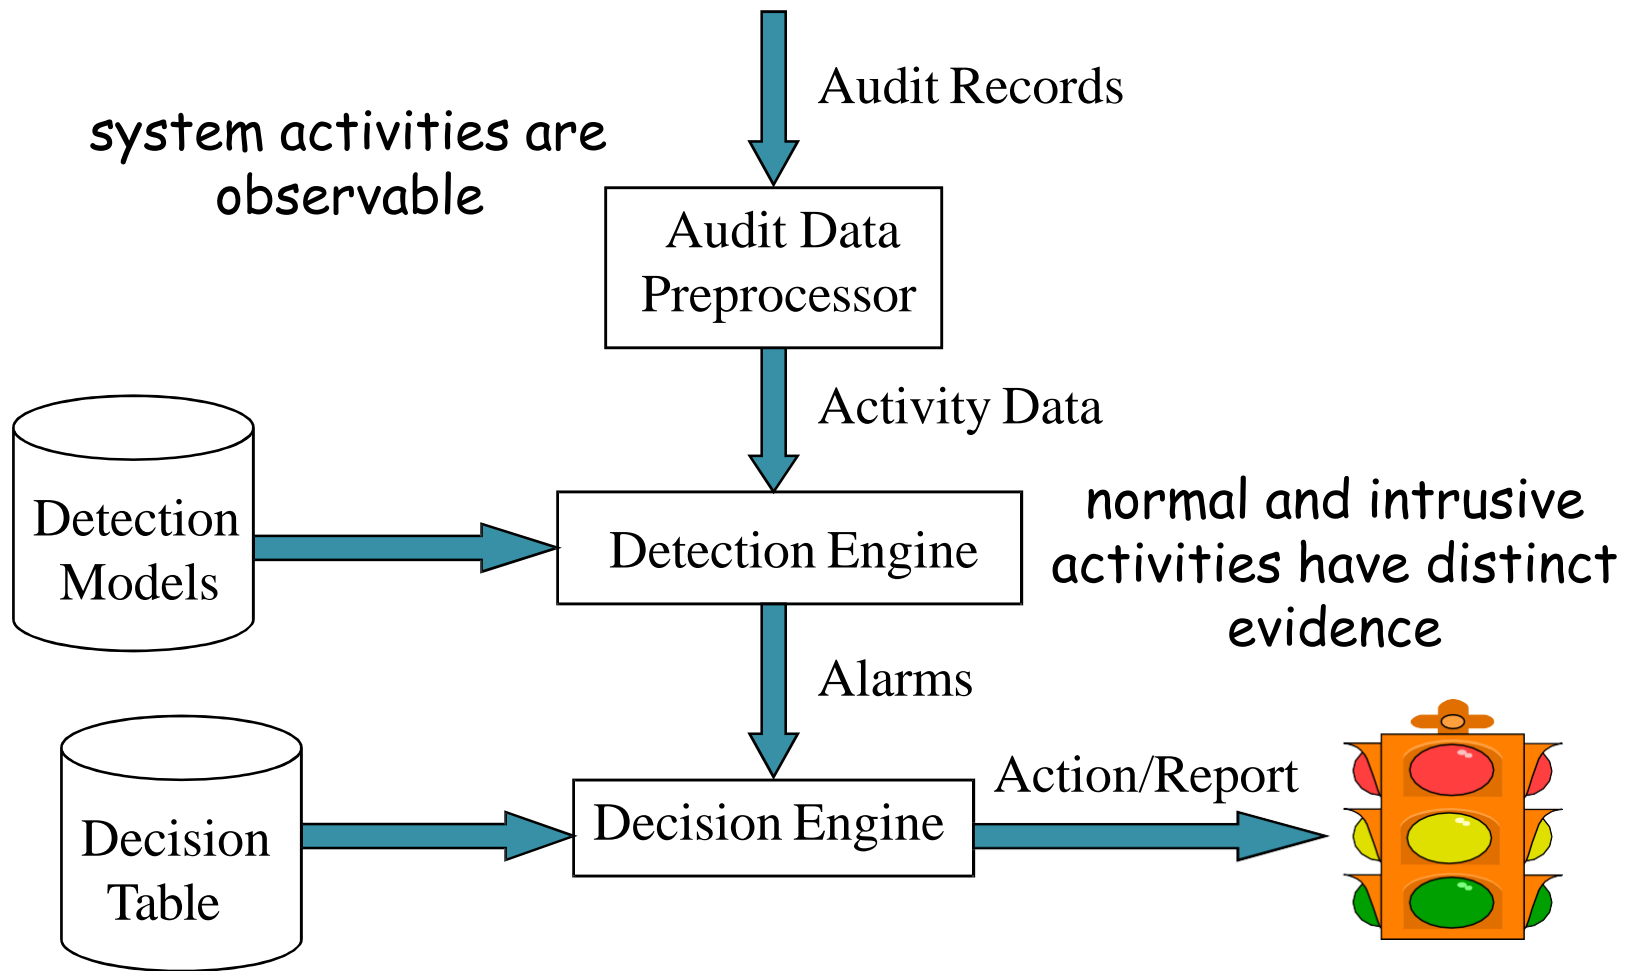 Audit Records
system activities are
observable
Audit Data
Preprocessor
Activity Data
Detection
Models
Detection Engine
normal and intrusive
activities have distinct
evidence
Alarms
Decision
Table
Decision Engine
Action/Report